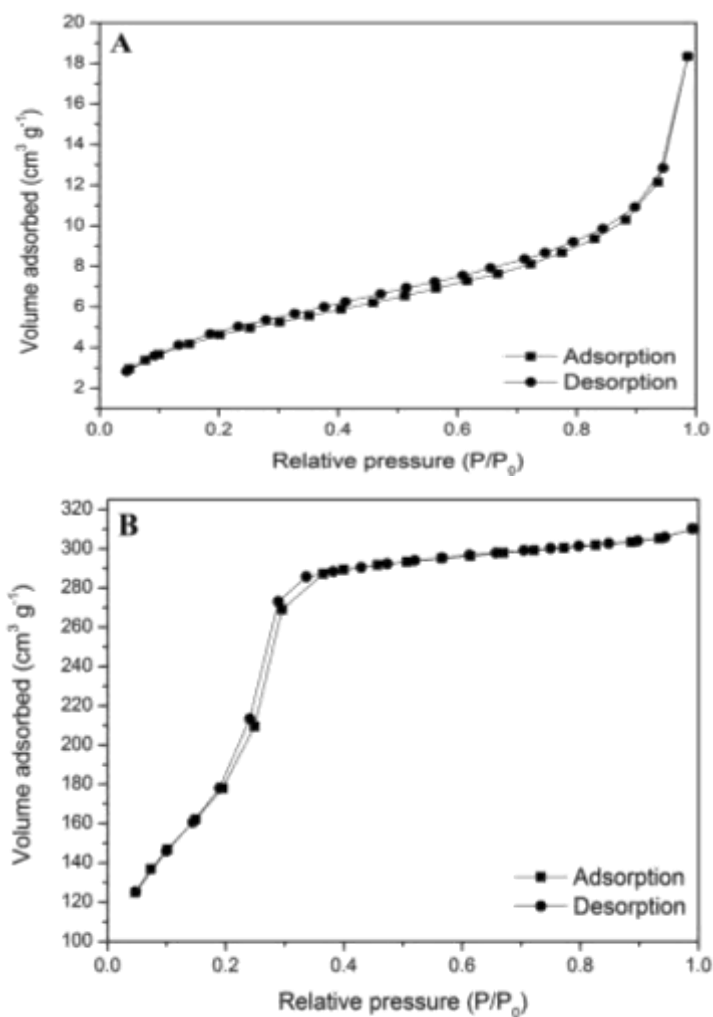 A
20
18
16
14
12
10
8
6
4
2
Volume adsorbed (cm³ g⁻¹)
Adsorption
Desorption
0.0 0.2 0.4 0.6 0.8 1.0
Relative pressure (P/P₀)
B
320
300
280
260
240
220
200
180
160
140
120
100
Volume adsorbed (cm³ g⁻¹)
Adsorption
Desorption
0.0 0.2 0.4 0.6 0.8 1.0
Relative pressure (P/P₀)